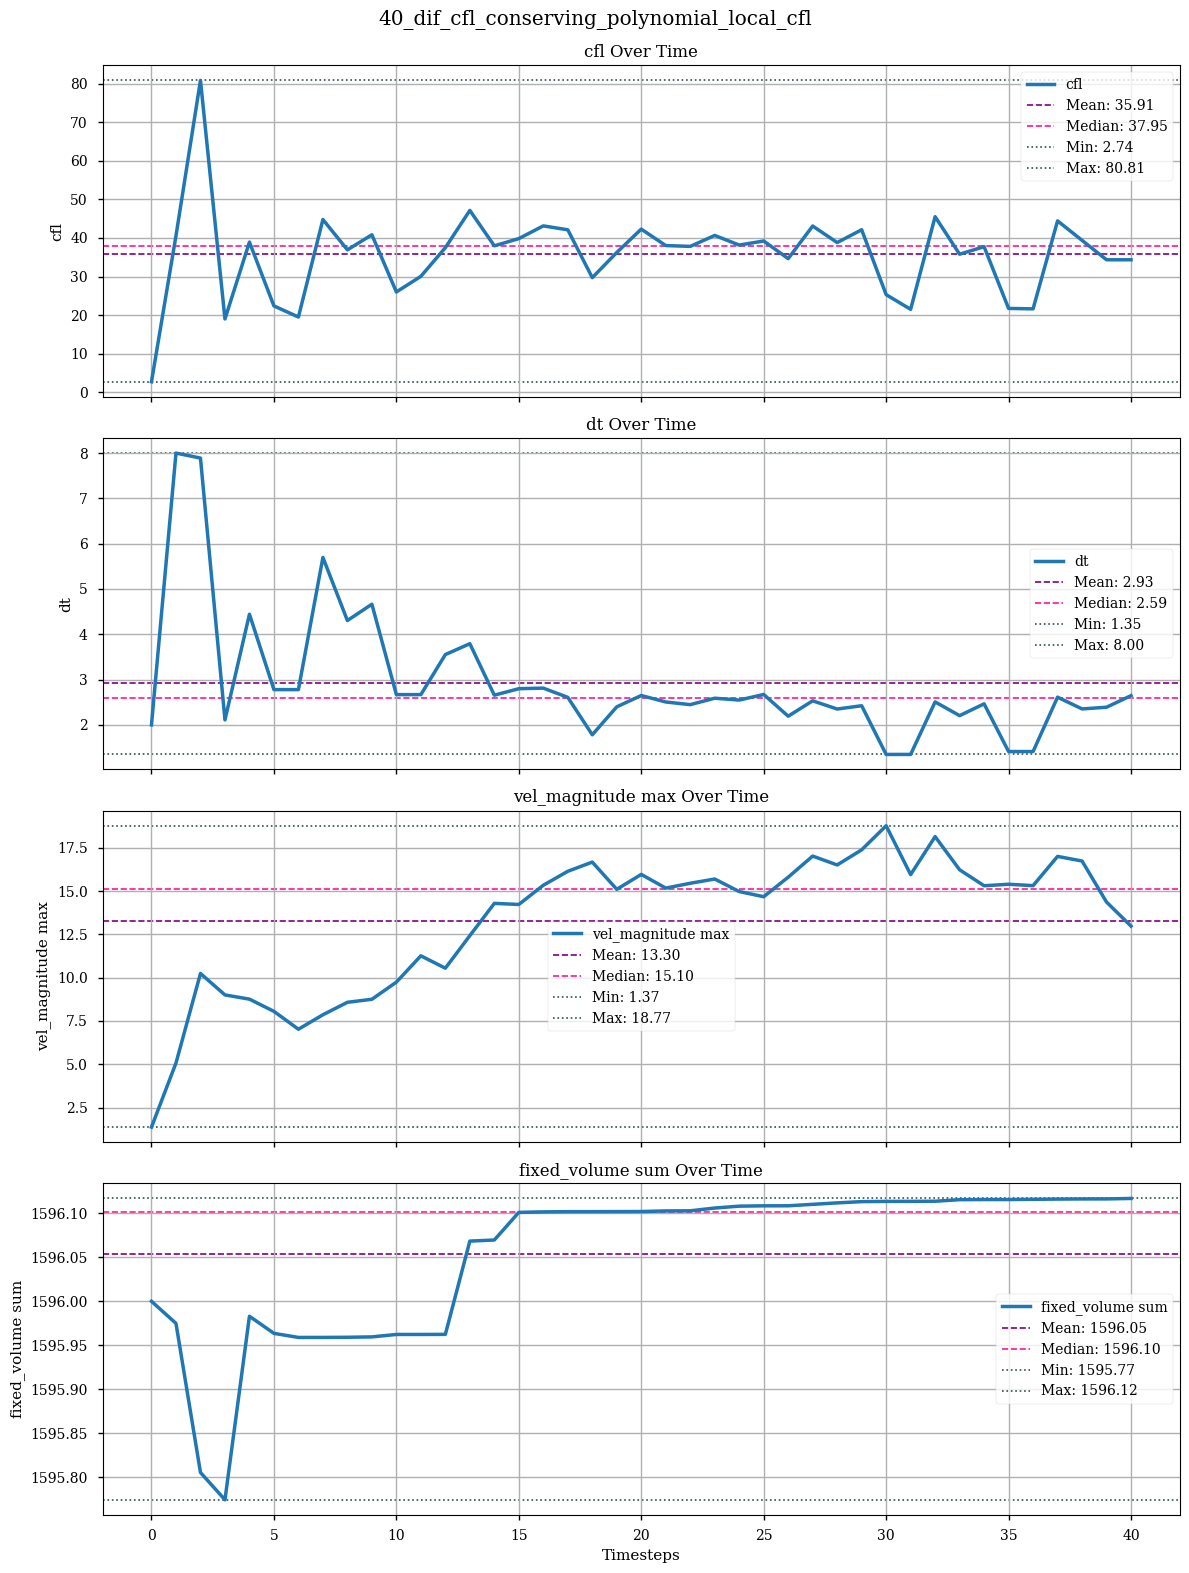 40_dif_cfl_conserving_polynomial_local_cfl
cfl Over Time
cfl
80
70
60
50
40
30
20
10
0
cfl
Mean: 35.91
Median: 37.95
Min: 2.74
Max: 80.81
dt Over Time
dt
8
7
6
5
4
3
2
dt
Mean: 2.93
Median: 2.59
Min: 1.35
Max: 8.00
vel_magnitude max Over Time
vel_magnitude max
17.5
15.0
12.5
10.0
7.5
5.0
2.5
vel_magnitude max
Mean: 13.30
Median: 15.10
Min: 1.37
Max: 18.77
fixed_volume sum Over Time
fixed_volume sum
1596.10
1596.05
1596.00
1595.95
1595.90
1595.85
1595.80
fixed_volume sum
Mean: 1596.05
Median: 1596.10
Min: 1595.77
Max: 1596.12
0 5 10 15 20 25 30 35 40
Timesteps